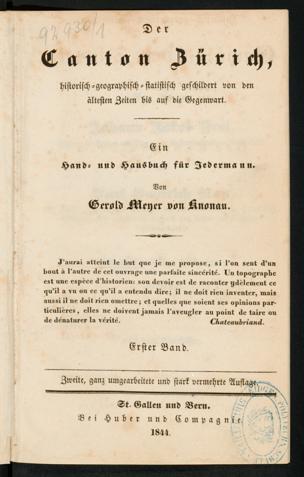 92,930/1
Der
Canton Zürich,
historisch-geographisch-statistisch geschildert von den
ältesten Zeiten bis auf die Gegenwart.
Ein
Hand- und Hausbuch für Jedermann.
Von
Gerold Meyer von Knonau.
J'aurai atteint le but que je me propose, si l'on sent d'un
bout à l'autre de cet ouvrage une parfaite sincérité. Un topographe
est une espèce d'historien: son devoir est de raconter fdèlement ce
qu'il a vu ou ce qu'il a entendu dire; il ne doit rien inventer, mais
aussi il ne doit rien omettre; et quelques que soient ses opinions par-
ticulières, elles ne doivent jamais l'aveugler au point de taire ou
de dénaturer la vérité. Chateaubriand.
Erster Band.
Zweite, ganz umgearbeitete und stark vermehrte Auflage.
St. Gallen und Bern.
Bei Huber und Compagnie
1844.